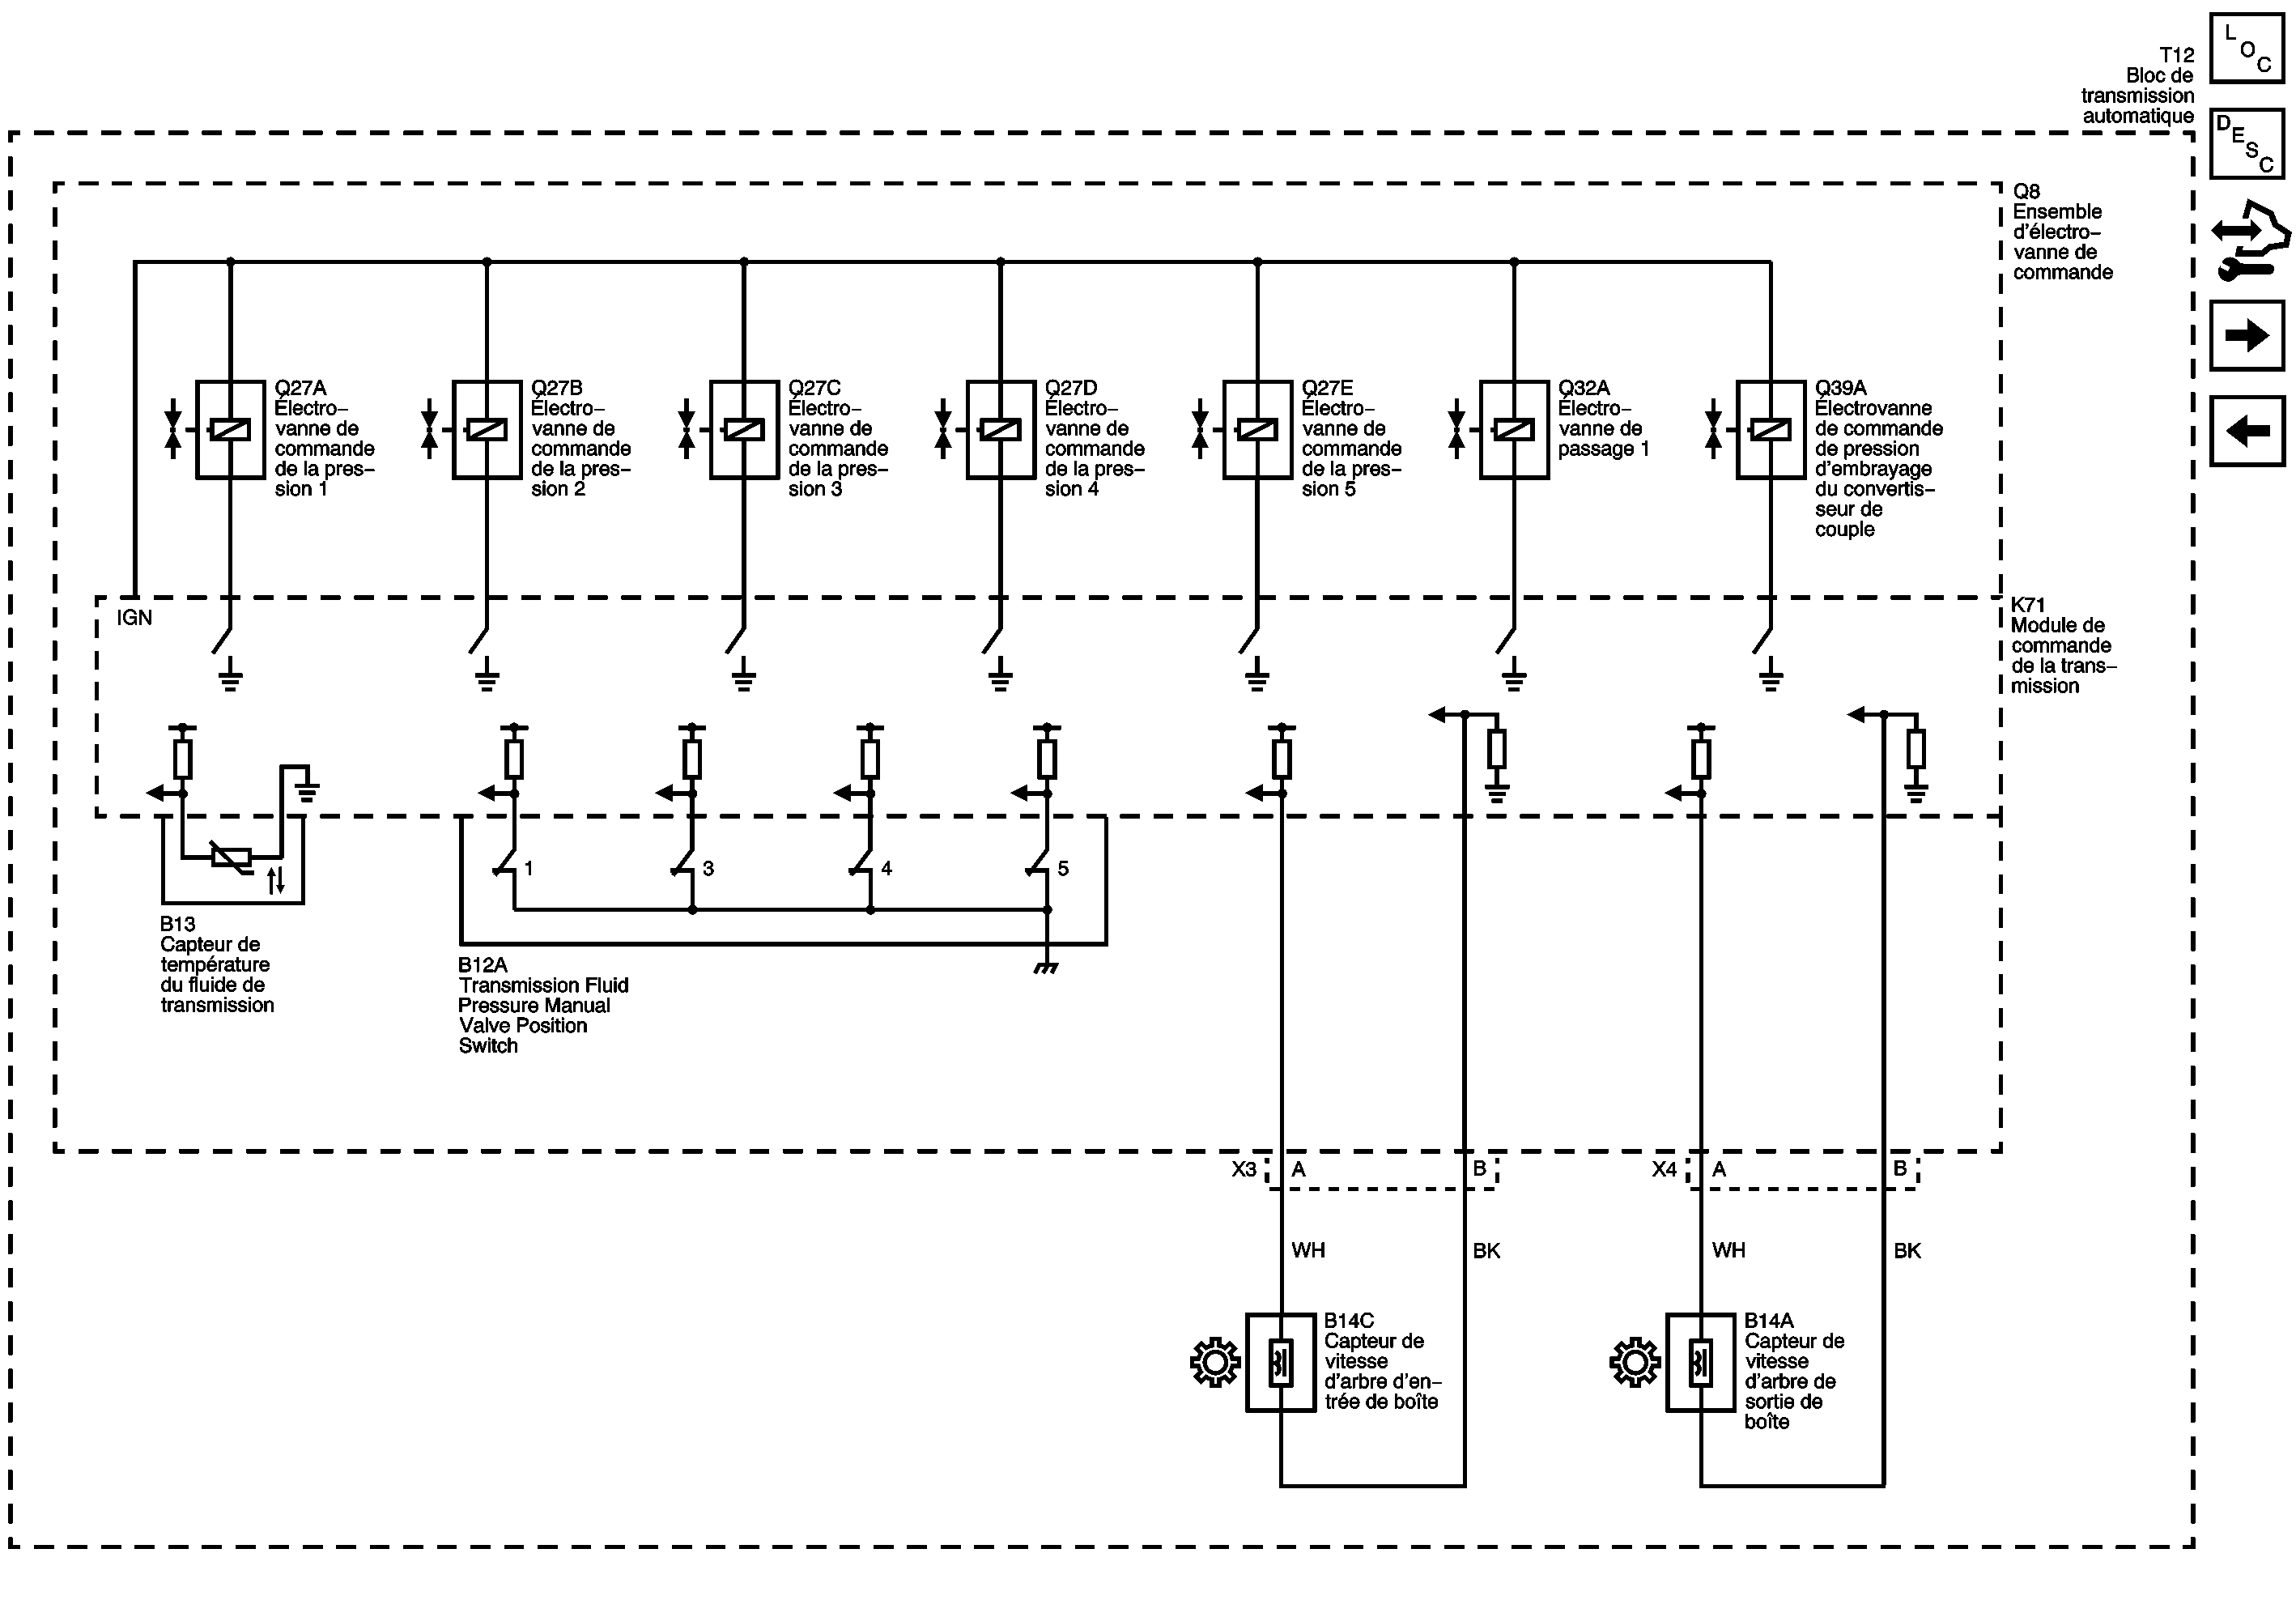 L
O
C
T12
Bloc de
transmission
automatique
D
E
S
C
Q8
Ensemble
d'électro–
vanne de
commande
Q27A
Électro–
vanne de
commande
de la pres–
sion 1
Q27B
Électro–
vanne de
commande
de la pres–
sion 2
Q27C
Électro–
vanne de
commande
de la pres–
sion 3
Q27D
Électro–
vanne de
commande
de la pres–
sion 4
Q27E
Électro–
vanne de
commande
de la pres–
sion 5
Q32A
Électro–
vanne de
passage 1
Q39A
Électrovanne
de commande
de pression
d'embrayage
du convertis–
seur de
couple
IGN
K71
Module de
commande
de la trans–
mission
1
3
4
5
B13
Capteur de
température
du fluide de
transmission
B12A
Transmission Fluid
Pressure Manual
Valve Position
Switch
X3 A B
X4 A B
WH BK
WH BK
B14C
Capteur de
vitesse
d'arbre d'en–
trée de boîte
B14A
Capteur de
vitesse
d'arbre de
sortie de
boîte